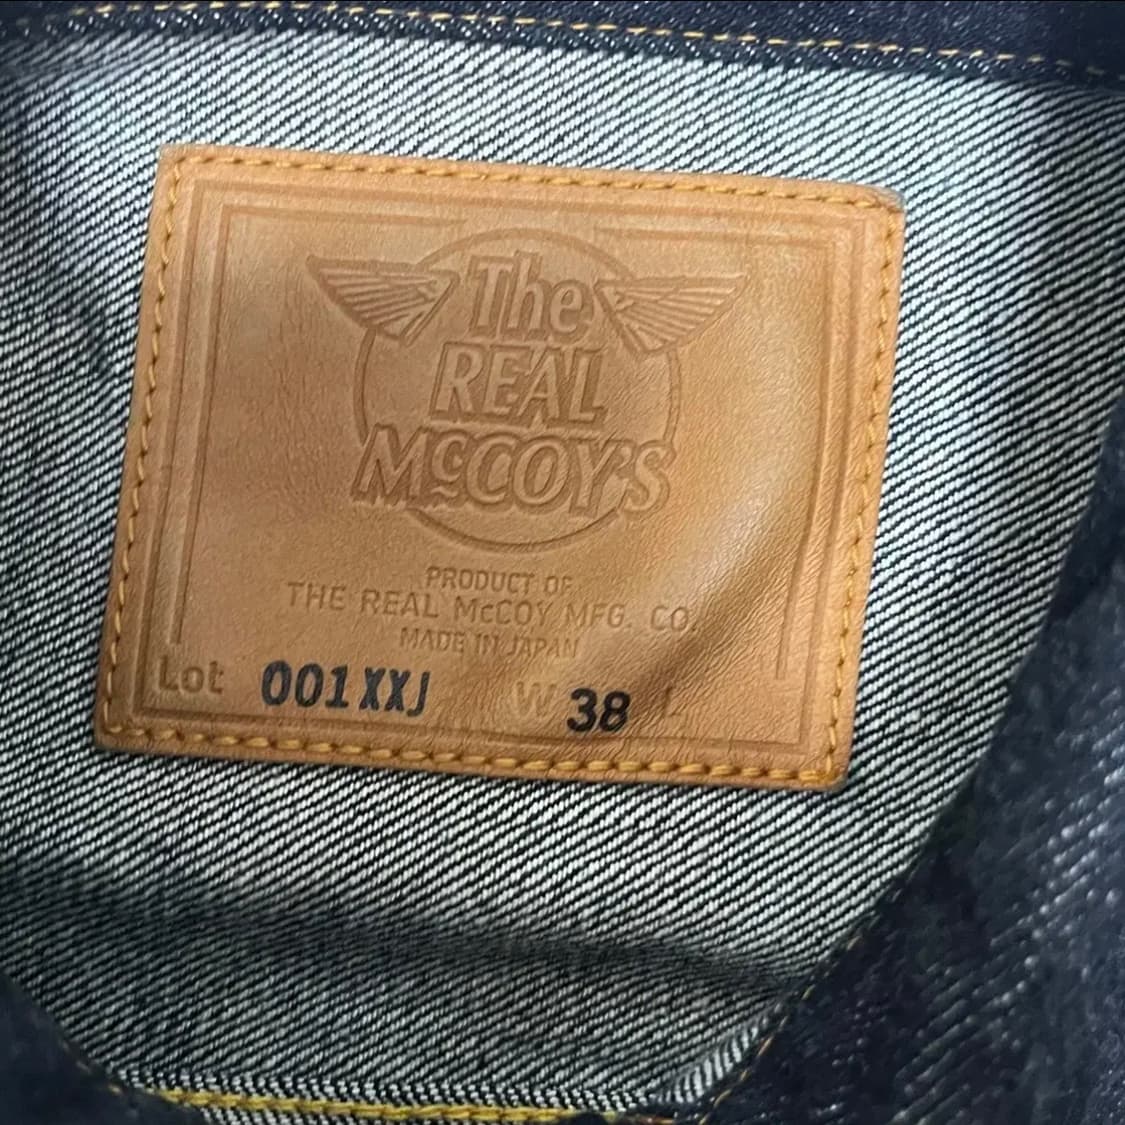 The
REAL
McCOY'S
PRODUCT OF
THE REAL McCOY MFG. CO.
MADE IN JAPAN
Lot 001XXJ W 38 L